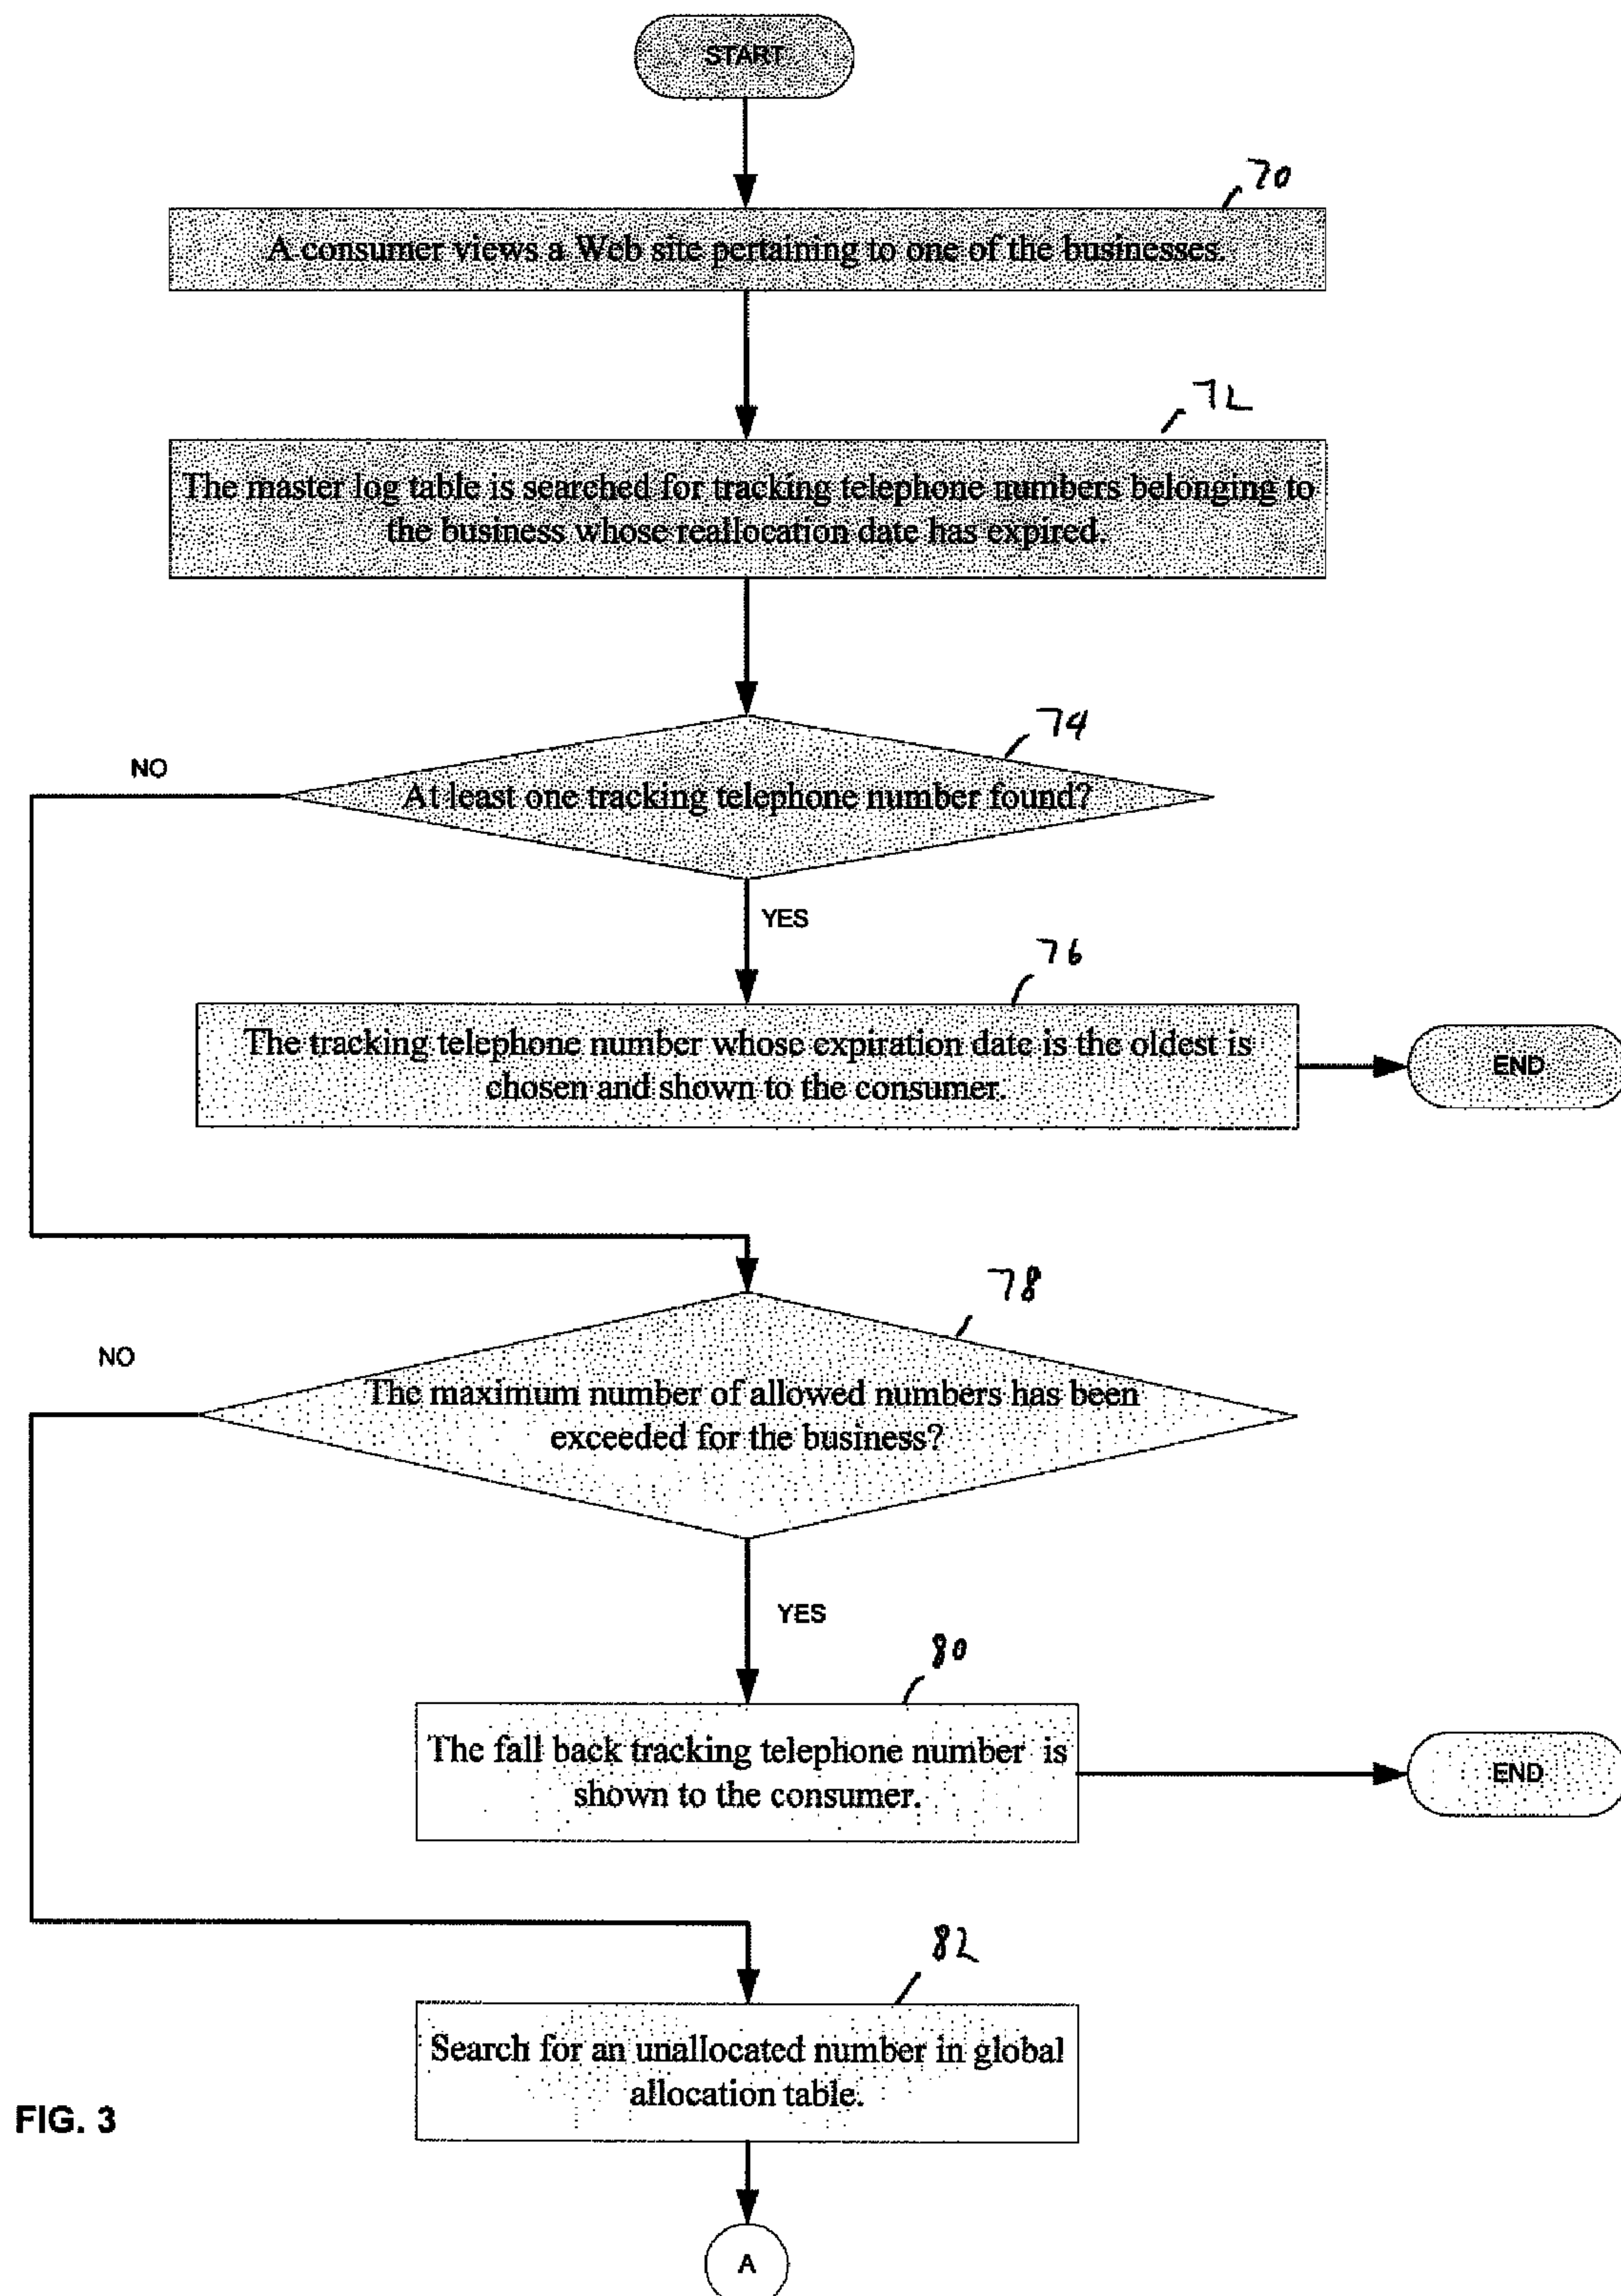 START
70
A consumer views a Web site pertaining to one of the businesses.
72
The master log table is searched for tracking telephone numbers belonging to
the business whose reallocation date has expired.
74
NO
At least one tracking telephone number found?
YES
76
The tracking telephone number whose expiration date is the oldest is
chosen and shown to the consumer.
END
78
NO
The maximum number of allowed numbers has been
exceeded for the business?
YES
80
The fall back tracking telephone number is
shown to the consumer.
END
82
Search for an unallocated number in global
allocation table.
FIG. 3
A